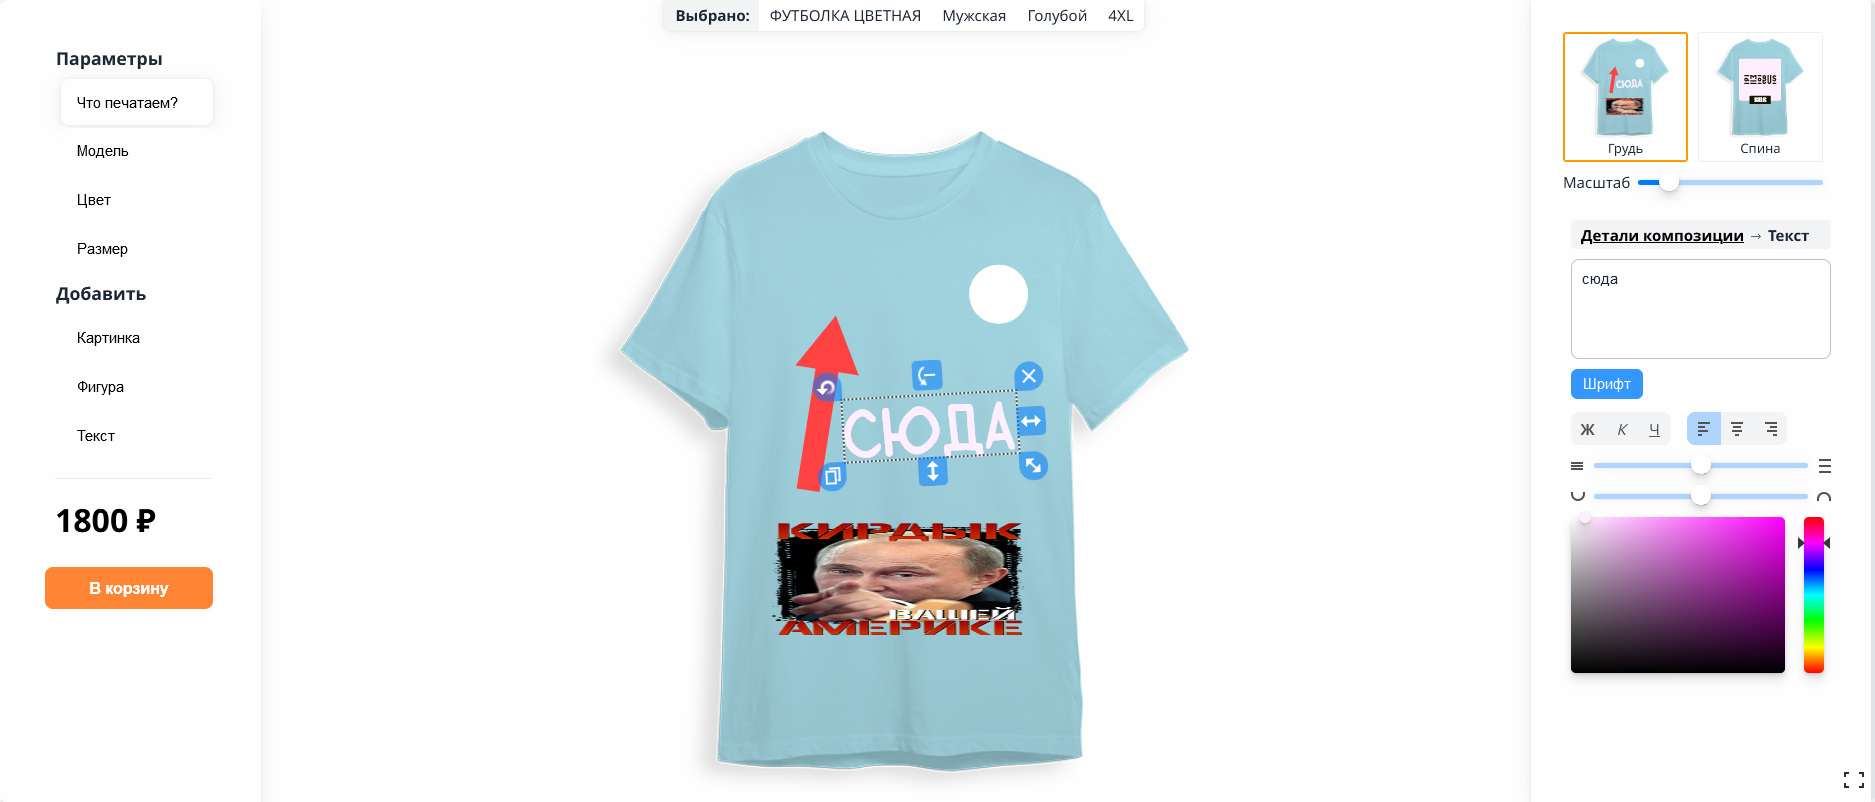 Выбрано: ФУТБОЛКА ЦВЕТНАЯ Мужская Голубой 4XL
Параметры
Что печатаем?
Модель
Цвет
Размер
Добавить
Картинка
Фигура
Текст
1800 ₽
В корзину
СЮДА
КИРДЫК
ВАШЕЙ
АМЕРИКЕ
СЮДА
Грудь
Спина
Масштаб
Детали композиции → Текст
сюда
Шрифт
Ж К Ч